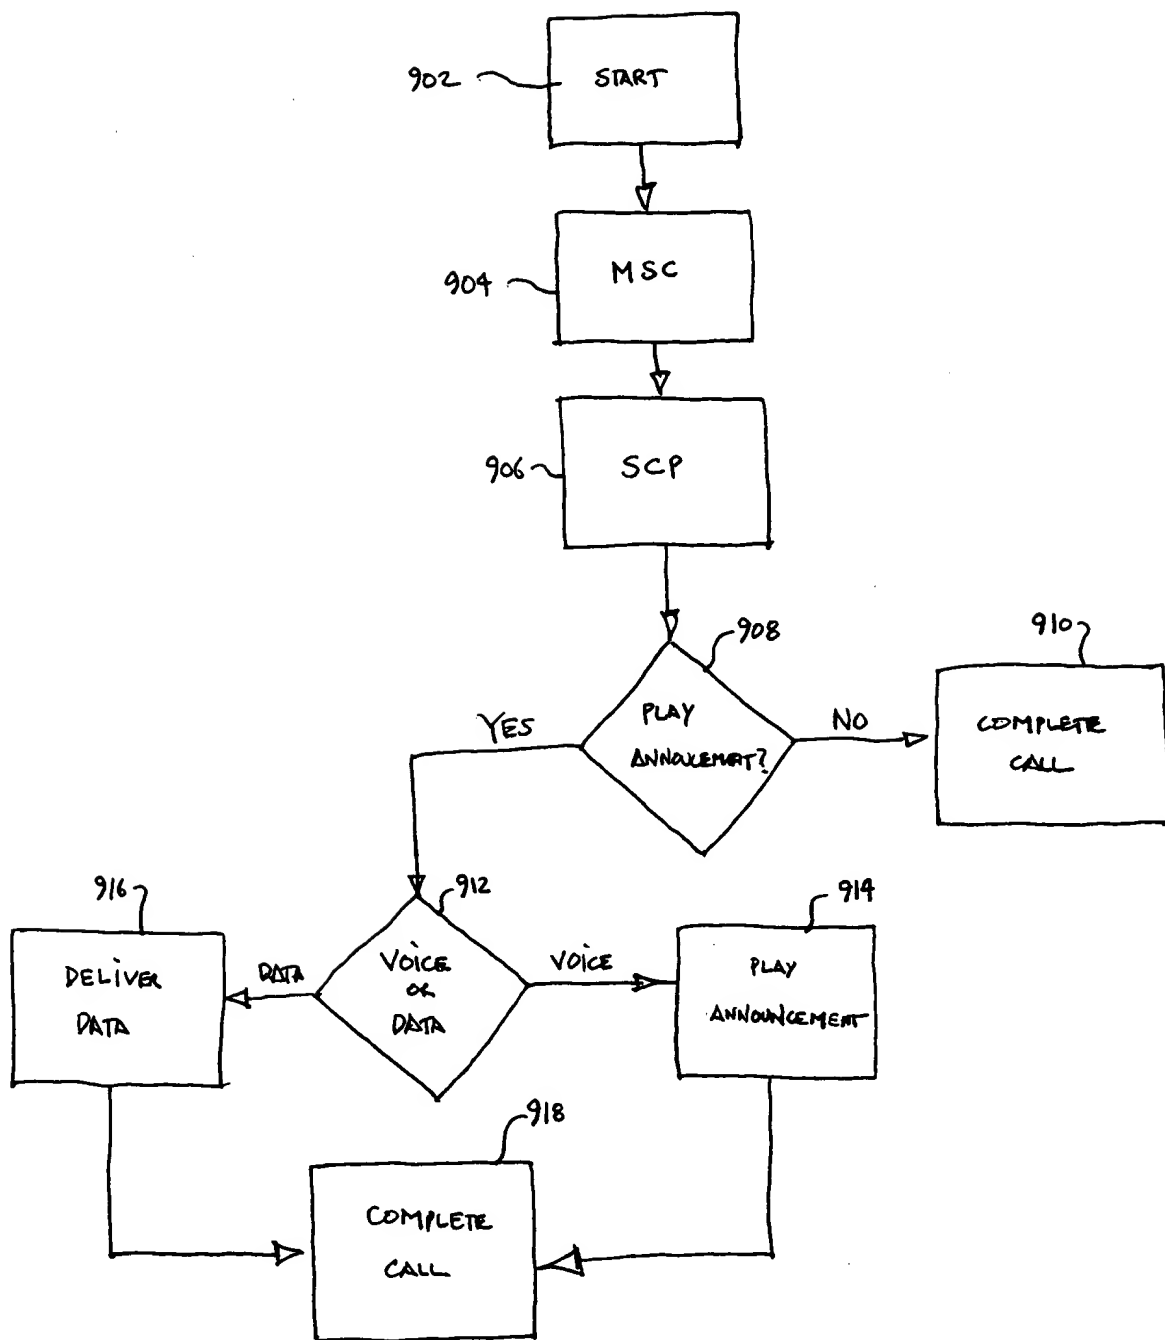 902
START
904
MSC
906
SCP
908
PLAY
ANNOUCEMENT?
YES
NO
910
COMPLETE
CALL
912
VOICE
OR
DATA
DATA
VOICE
916
DELIVER
DATA
914
PLAY
ANNOUNCEMENT
918
COMPLETE
CALL